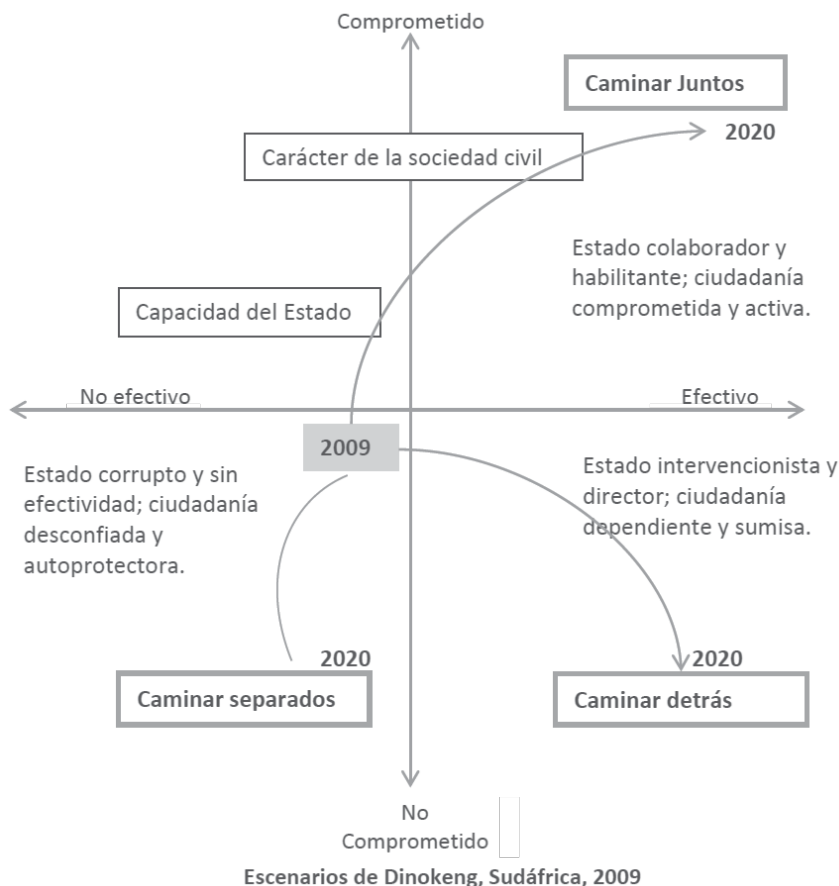 Comprometido
Caminar Juntos
2020
Carácter de la sociedad civil
Estado colaborador y
habilitante; ciudadanía
comprometida y activa.
Capacidad del Estado
No efectivo
Efectivo
2009
Estado corrupto y sin
efectividad; ciudadanía
desconfiada y
autoprotectora.
Estado intervencionista y
director; ciudadanía
dependiente y sumisa.
2020
Caminar separados
2020
Caminar detrás
No
Comprometido
Escenarios de Dinokeng, Sudáfrica, 2009